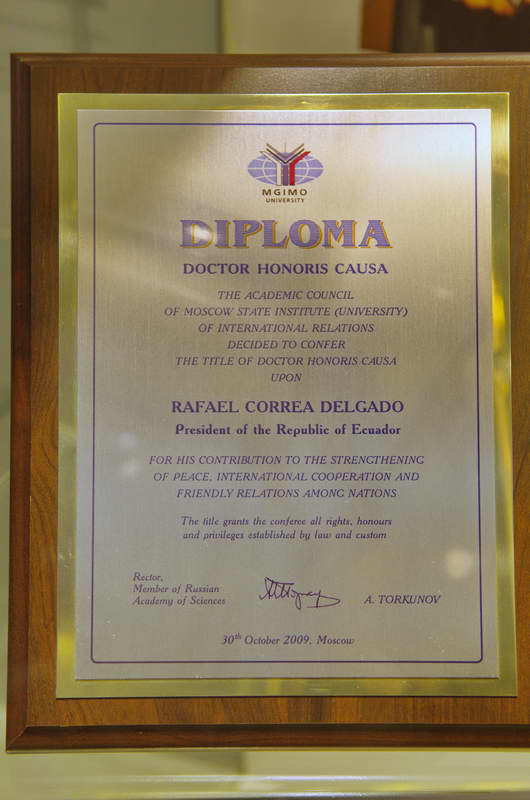 MGIMO
UNIVERSITY
DIPLOMA
DOCTOR HONORIS CAUSA
THE ACADEMIC COUNCIL
OF MOSCOW STATE INSTITUTE (UNIVERSITY)
OF INTERNATIONAL RELATIONS
DECIDED TO CONFER
THE TITLE OF DOCTOR HONORIS CAUSA
UPON
RAFAEL CORREA DELGADO
President of the Republic of Ecuador
FOR HIS CONTRIBUTION TO THE STRENGTHENING
OF PEACE, INTERNATIONAL COOPERATION AND
FRIENDLY RELATIONS AMONG NATIONS
The title grants the conferee all rights, honours
and privileges established by law and custom
Rector,
Member of Russian
Academy of Sciences
A. TORKUNOV
30th October 2009, Moscow